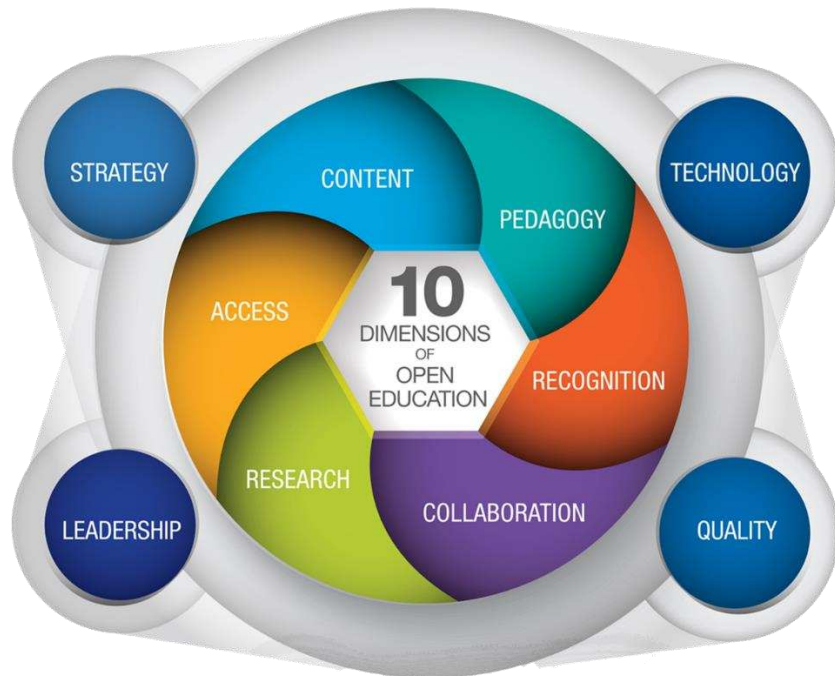 STRATEGY
TECHNOLOGY
CONTENT
PEDAGOGY
ACCESS
10
DIMENSIONS
OF
OPEN
EDUCATION
RECOGNITION
RESEARCH
COLLABORATION
LEADERSHIP
QUALITY